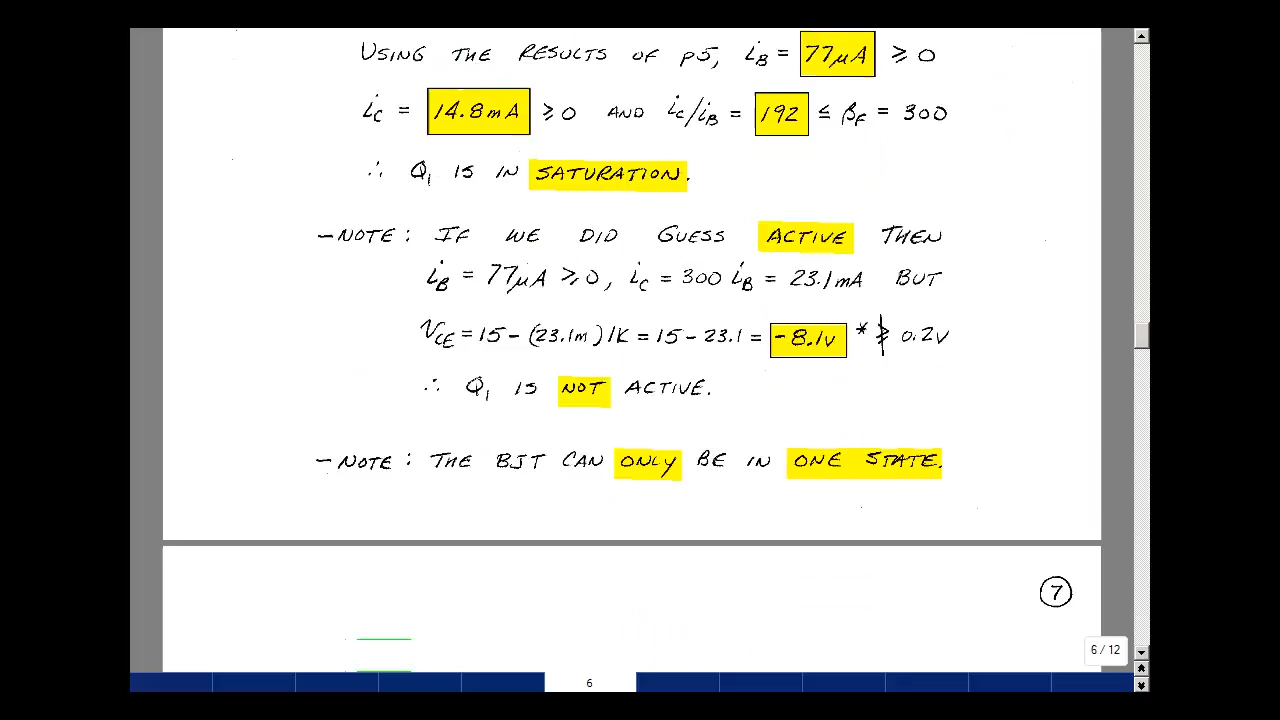 USING THE RESULTS OF p5, iB = 77μA ≥ 0
iC = 14.8mA ≥ 0 AND iC/iB = 192 ≤ βF = 300
∴ Q1 IS IN SATURATION.
- NOTE: IF WE DID GUESS ACTIVE THEN
iB = 77μA ≥ 0, iC = 300 iB = 23.1mA BUT
VCE = 15 - (23.1m)1K = 15 - 23.1 = -8.1V * ≱ 0.2V
∴ Q1 IS NOT ACTIVE.
- NOTE: THE BJT CAN ONLY BE IN ONE STATE.
7
6 / 12
6